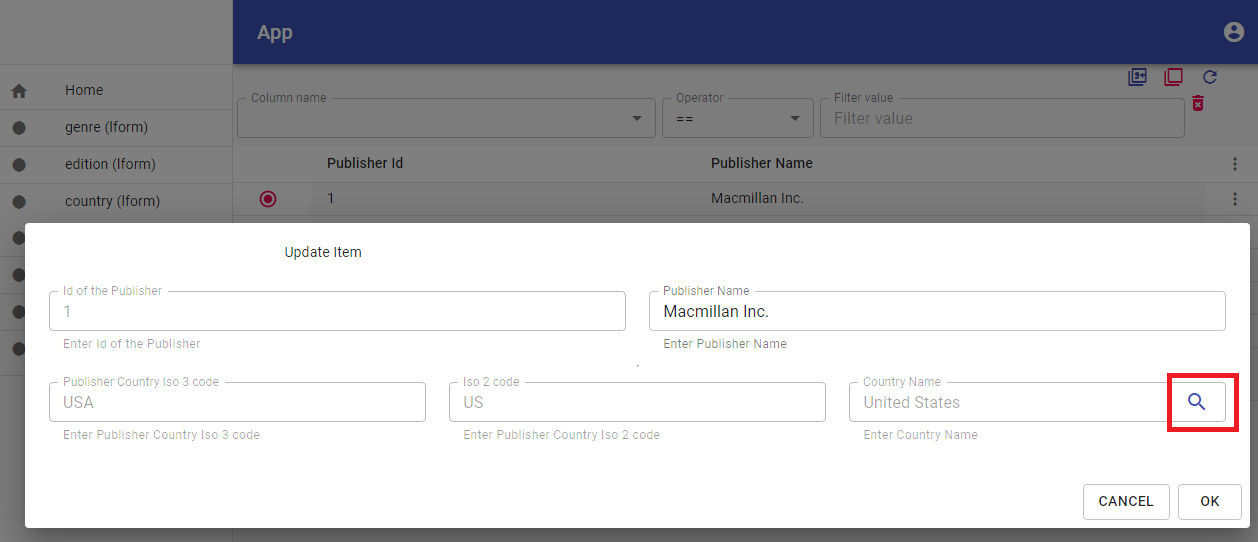 App
Home
genre (lform)
edition (lform)
country (lform)
9+
Column name
Operator
==
Filter value
Filter value
Publisher Id
Publisher Name
1
Macmillan Inc.
Update Item
Id of the Publisher
1
Enter Id of the Publisher
Publisher Name
Macmillan Inc.
Enter Publisher Name
Publisher Country Iso 3 code
USA
Enter Publisher Country Iso 3 code
Iso 2 code
US
Enter Publisher Country Iso 2 code
Country Name
United States
Enter Country Name
CANCEL
OK